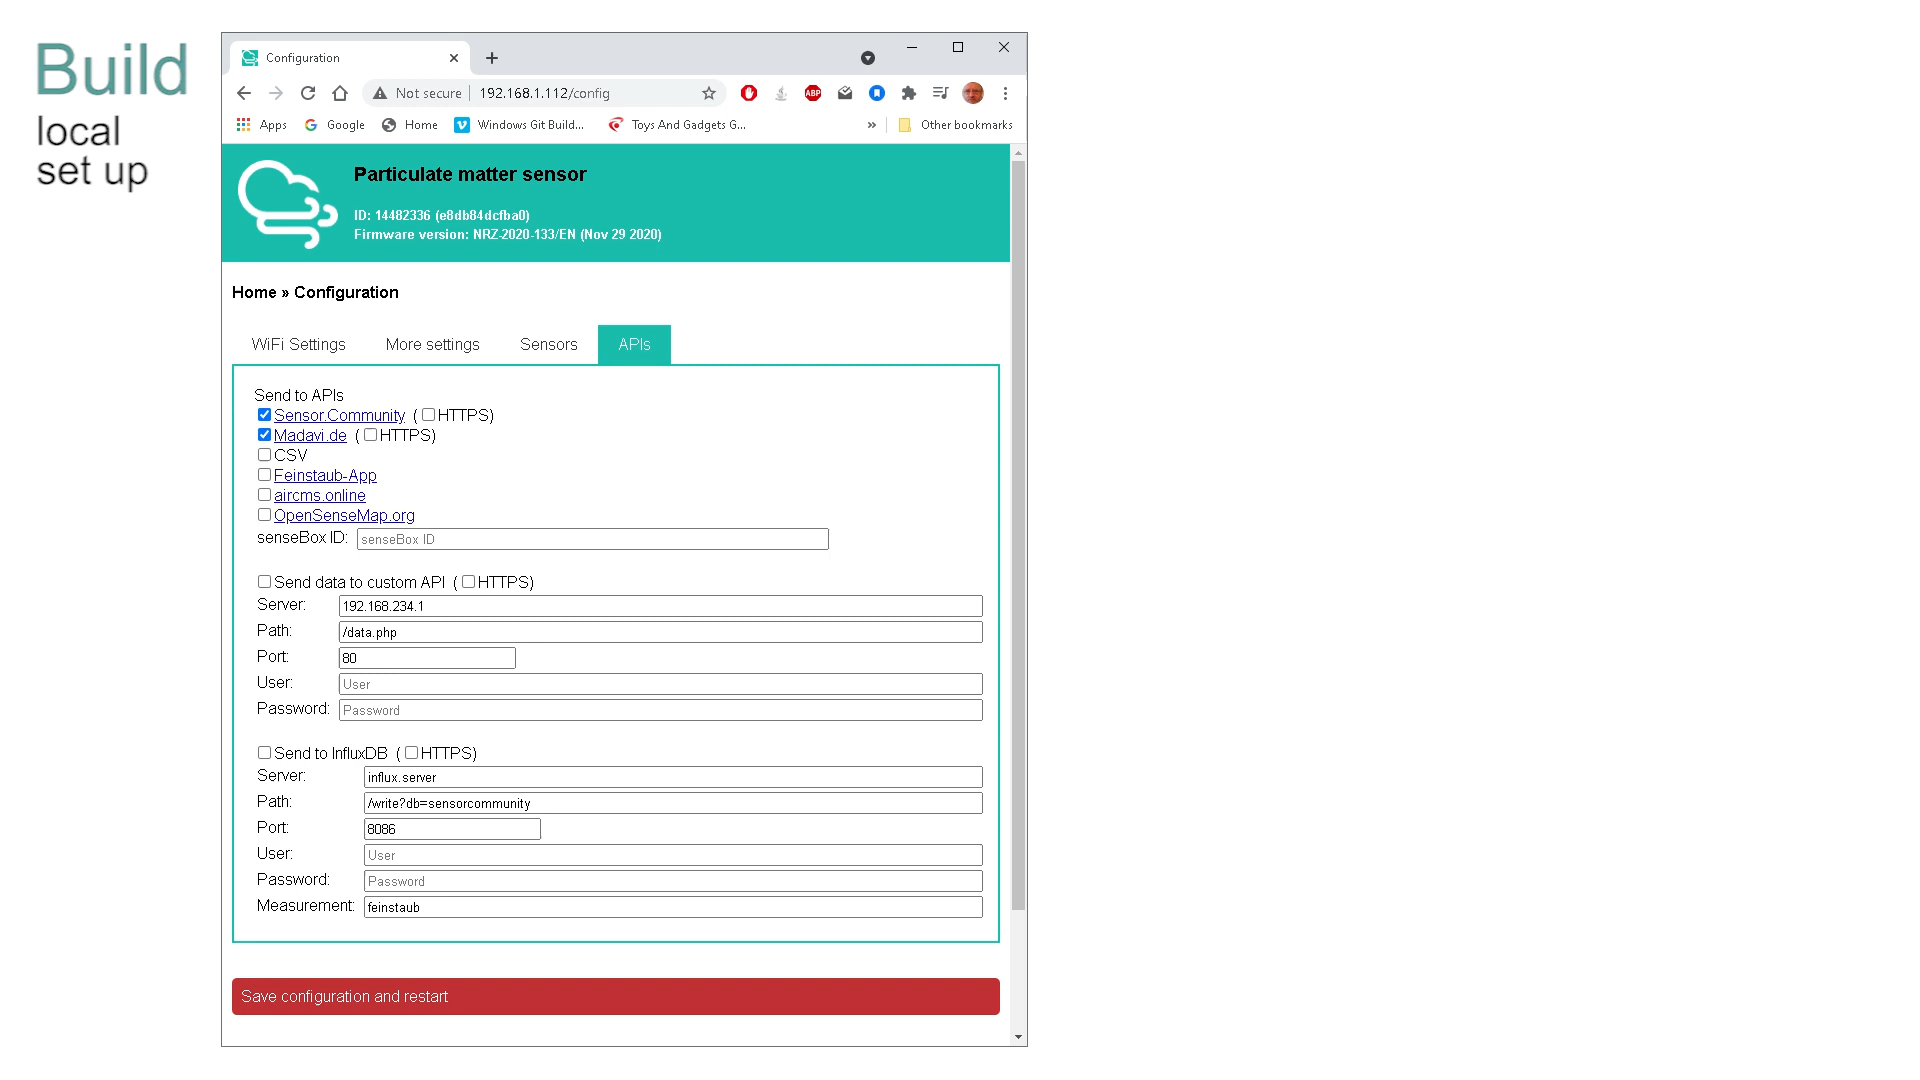 Build
local
set up
Configuration
Not secure
192.168.1.112/config
ABP
Apps
Google
Home
Windows Git Build...
Toys And Gadgets G...
»
Other bookmarks
Particulate matter sensor
ID: 14482336 (e8db84dcfba0)
Firmware version: NRZ-2020-133/EN (Nov 29 2020)
Home » Configuration
WiFi Settings
More settings
Sensors
APIs
Send to APIs
Sensor.Community ( HTTPS)
Madavi.de ( HTTPS)
CSV
Feinstaub-App
aircms.online
OpenSenseMap.org
senseBox ID: senseBox ID
Send data to custom API ( HTTPS)
Server: 192.168.234.1
Path: /data.php
Port: 80
User: User
Password: Password
Send to InfluxDB ( HTTPS)
Server: influx.server
Path: /write?db=sensorcommunity
Port: 8086
User: User
Password: Password
Measurement: feinstaub
Save configuration and restart